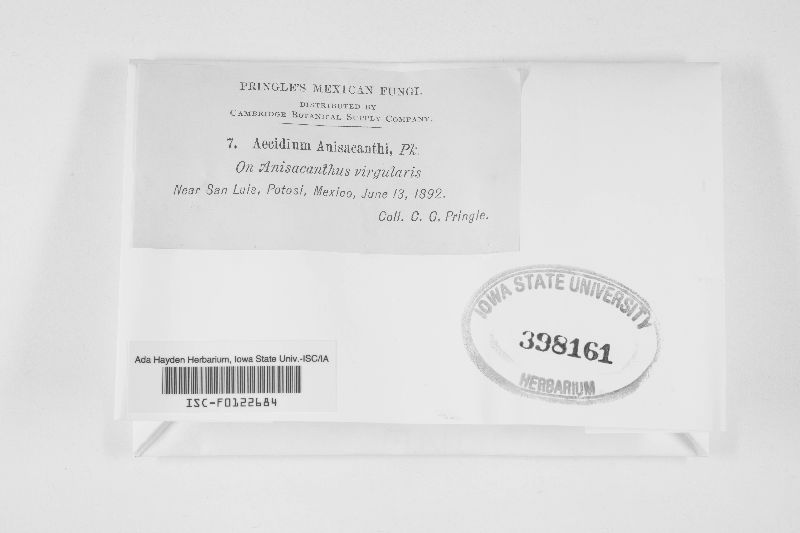 PRINGLE'S MEXICAN FUNGI.
DISTRIBUTED BY
CAMBRIDGE BOTANICAL SUPPLY COMPANY.
7. Aecidium Anisacanthi, Pk.
On Anisacanthus virgularis
Near San Luis, Potosi, Mexico, June 13, 1892.
Coll. C. G. Pringle.
IOWA STATE UNIVERSITY
398161
HERBARIUM
Ada Hayden Herbarium, Iowa State Univ.-ISC/IA
ISC-F0122684